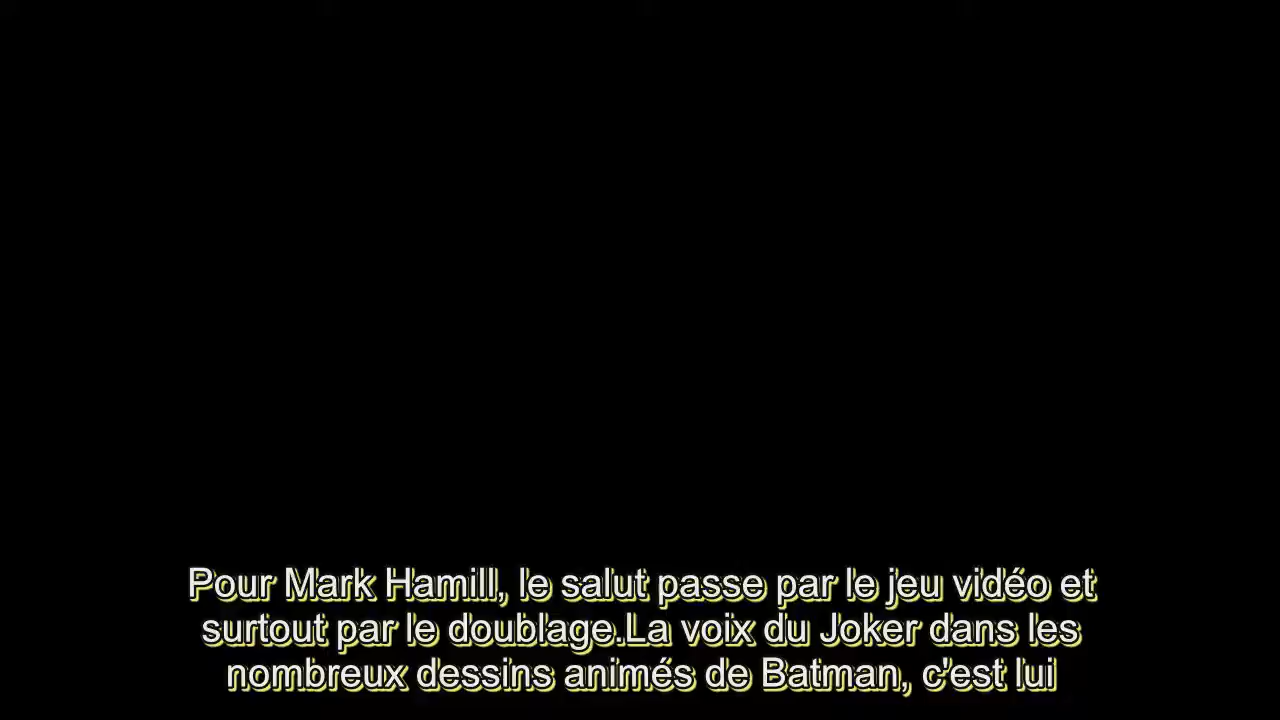 Pour Mark Hamill, le salut passe par le jeu vidéo et
surtout par le doublage.La voix du Joker dans les
nombreux dessins animés de Batman, c'est lui